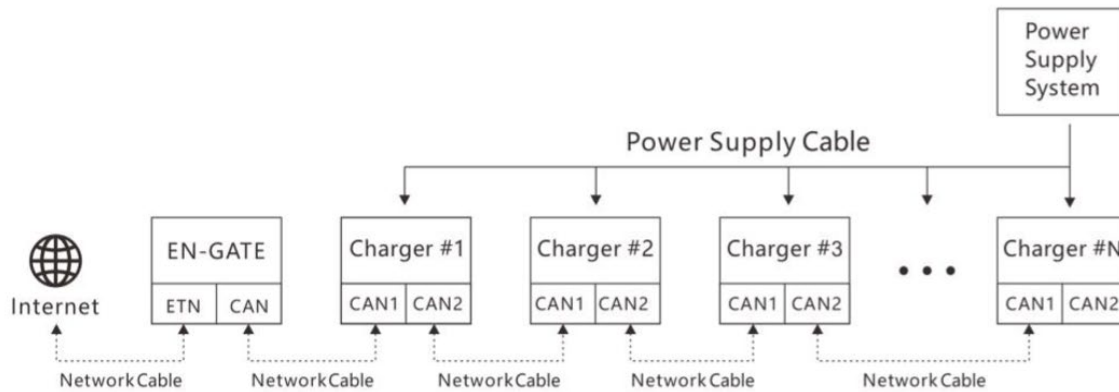 Power
Supply
System
Power Supply Cable
EN-GATE
Charger #1
Charger #2
Charger #3
Charger #N
Internet
ETN
CAN
CAN1
CAN2
CAN1
CAN2
CAN1
CAN2
CAN1
CAN2
Network Cable
Network Cable
Network Cable
Network Cable
Network Cable